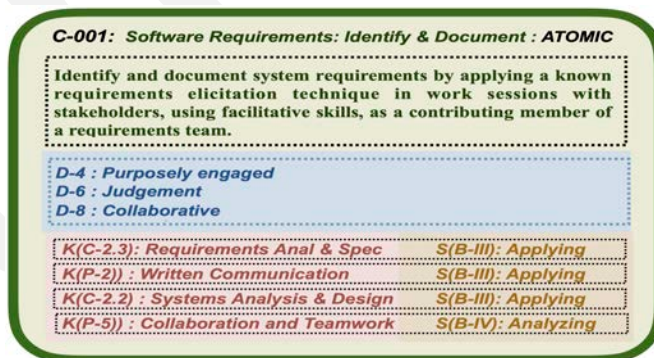 C-001: Software Requirements: Identify & Document : ATOMIC
Identify and document system requirements by applying a known
requirements elicitation technique in work sessions with
stakeholders, using facilitative skills, as a contributing member of
a requirements team.
D-4 : Purposely engaged
D-6 : Judgement
D-8 : Collaborative
K(C-2.3): Requirements Anal & Spec S(B-III): Applying
K(P-2)) : Written Communication S(B-III): Applying
K(C-2.2) : Systems Analysis & Design S(B-III): Applying
K(P-5)) : Collaboration and Teamwork S(B-IV): Analyzing